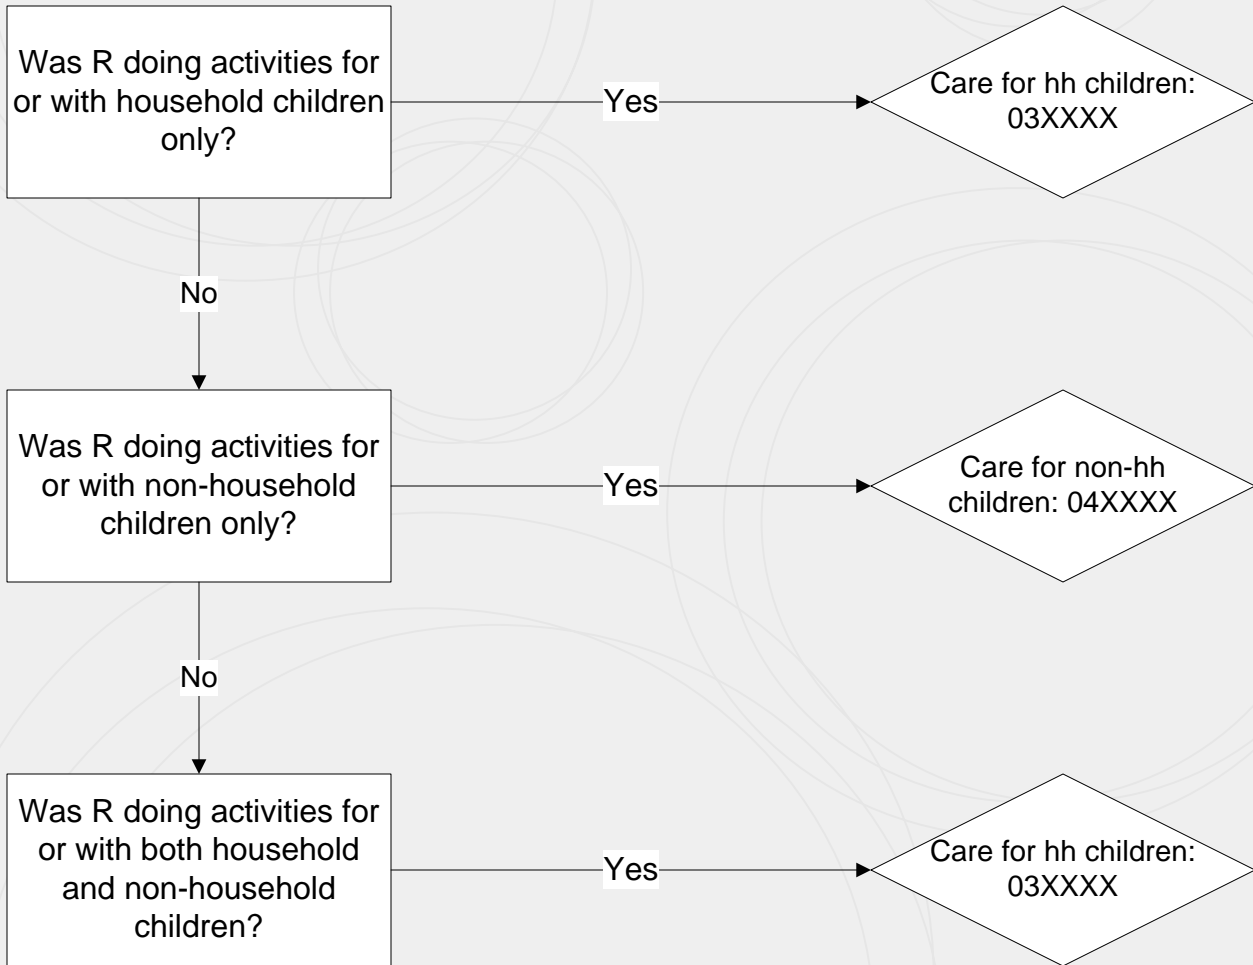 Was R doing activities for
or with household children
only?
Yes
Care for hh children:
03XXXX
No
Was R doing activities for
or with non-household
children only?
Yes
Care for non-hh
children: 04XXXX
No
Was R doing activities for
or with both household
and non-household
children?
Yes
Care for hh children:
03XXXX